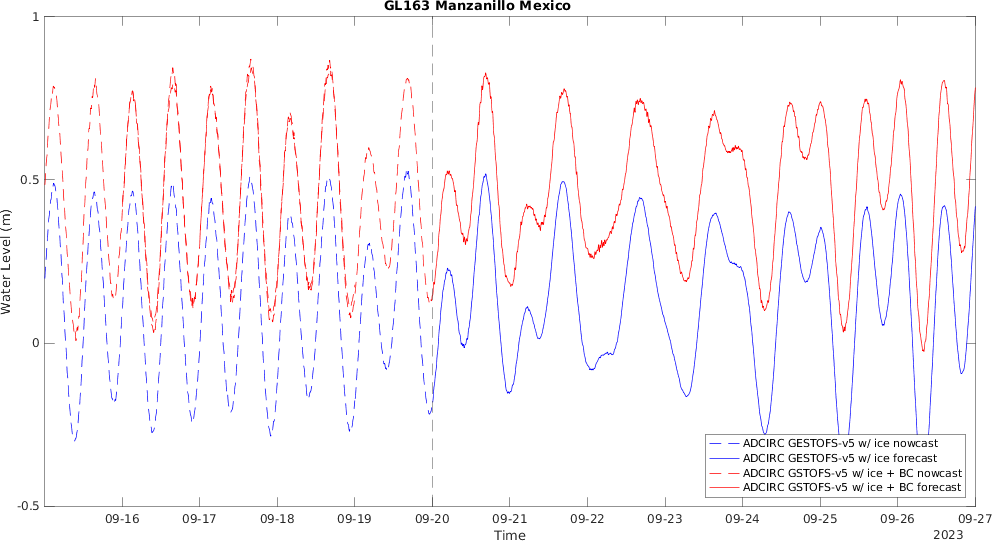 GL163 Manzanillo Mexico
1
0.5
0
-0.5
Water Level (m)
ADCIRC GESTOFS-v5 w/ ice nowcast
ADCIRC GESTOFS-v5 w/ ice forecast
ADCIRC GSTOFS-v5 w/ ice + BC nowcast
ADCIRC GSTOFS-v5 w/ ice + BC forecast
09-16 09-17 09-18 09-19 09-20 09-21 09-22 09-23 09-24 09-25 09-26 09-27
Time
2023